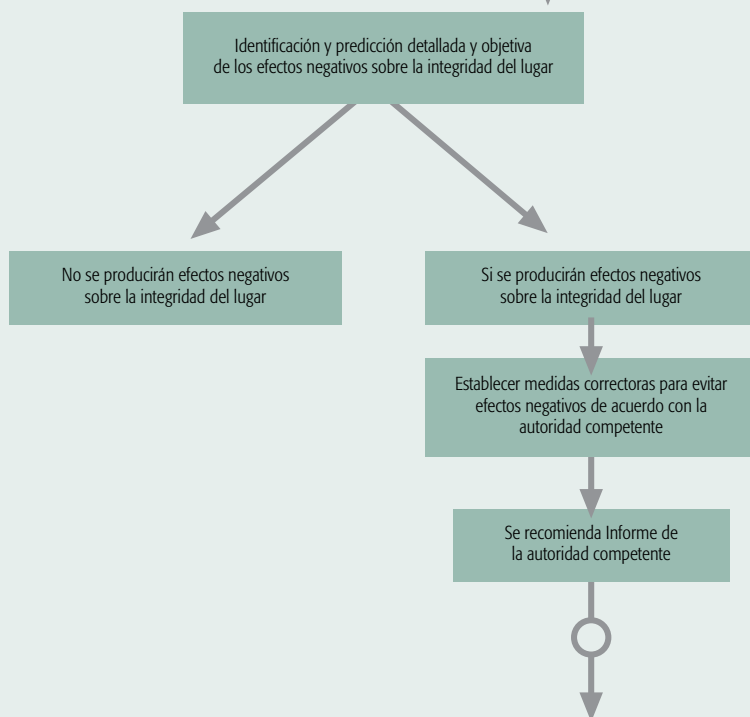 Identificación y predicción detallada y objetiva
de los efectos negativos sobre la integridad del lugar
No se producirán efectos negativos
sobre la integridad del lugar
Si se producirán efectos negativos
sobre la integridad del lugar
Establecer medidas correctoras para evitar
efectos negativos de acuerdo con la
autoridad competente
Se recomienda Informe de
la autoridad competente